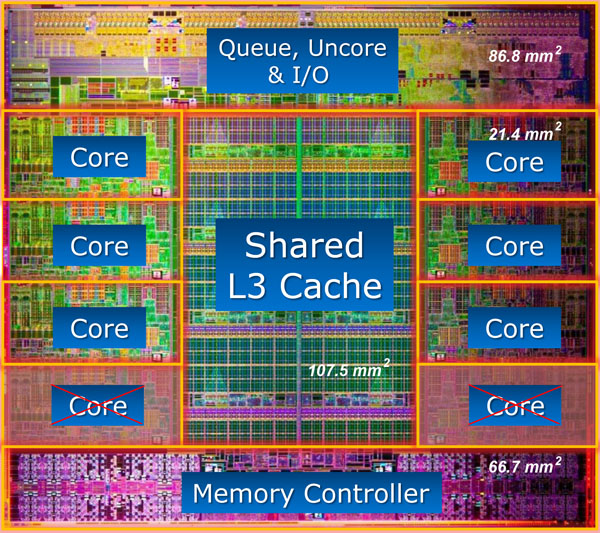 Queue, Uncore
& I/O
86.8 mm²
Core
21.4 mm²
Core
Core
Core
Shared
L3 Cache
Core
Core
107.5 mm²
Core
Core
66.7 mm²
Memory Controller